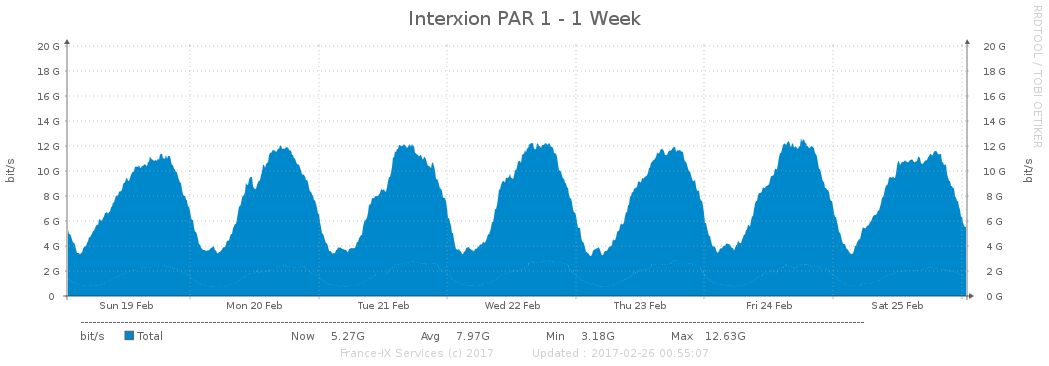 Interxion PAR 1 - 1 Week
RRDTOOL / TOBI OETIKER
20 G 20 G
18 G 18 G
16 G 16 G
14 G 14 G
12 G 12 G
10 G 10 G
8 G 8 G
6 G 6 G
4 G 4 G
2 G 2 G
0 0 G
bit/s bit/s
Sun 19 Feb Mon 20 Feb Tue 21 Feb Wed 22 Feb Thu 23 Feb Fri 24 Feb Sat 25 Feb
bit/s Total Now 5.27G Avg 7.97G Min 3.18G Max 12.63G
France-IX Services (c) 2017 Updated : 2017-02-26 00:55:07